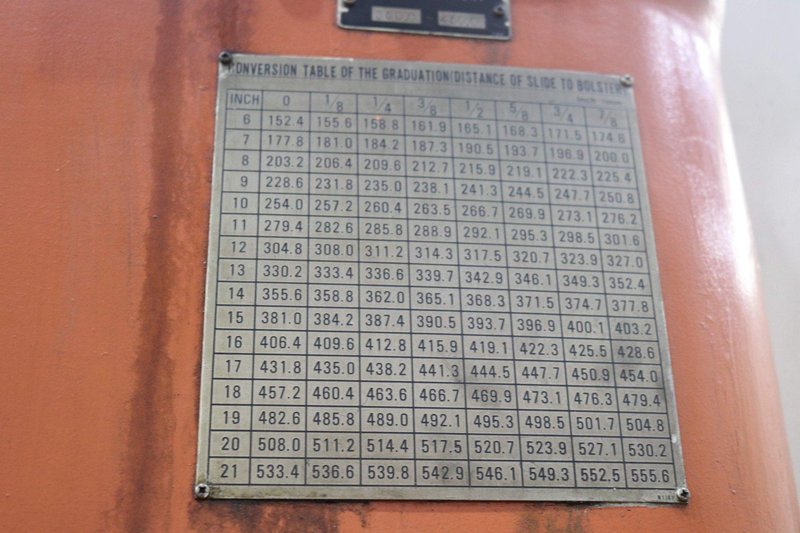 CONVERSION TABLE OF THE GRADUATION(DISTANCE OF SLIDE TO BOLSTER)
INCH 0 1/8 1/4 3/8 1/2 5/8 3/4 7/8
6 152.4 155.6 158.8 161.9 165.1 168.3 171.5 174.6
7 177.8 181.0 184.2 187.3 190.5 193.7 196.9 200.0
8 203.2 206.4 209.6 212.7 215.9 219.1 222.3 225.4
9 228.6 231.8 235.0 238.1 241.3 244.5 247.7 250.8
10 254.0 257.2 260.4 263.5 266.7 269.9 273.1 276.2
11 279.4 282.6 285.8 288.9 292.1 295.3 298.5 301.6
12 304.8 308.0 311.2 314.3 317.5 320.7 323.9 327.0
13 330.2 333.4 336.6 339.7 342.9 346.1 349.3 352.4
14 355.6 358.8 362.0 365.1 368.3 371.5 374.7 377.8
15 381.0 384.2 387.4 390.5 393.7 396.9 400.1 403.2
16 406.4 409.6 412.8 415.9 419.1 422.3 425.5 428.6
17 431.8 435.0 438.2 441.3 444.5 447.7 450.9 454.0
18 457.2 460.4 463.6 466.7 469.9 473.1 476.3 479.4
19 482.6 485.8 489.0 492.1 495.3 498.5 501.7 504.8
20 508.0 511.2 514.4 517.5 520.7 523.9 527.1 530.2
21 533.4 536.6 539.8 542.9 546.1 549.3 552.5 555.6